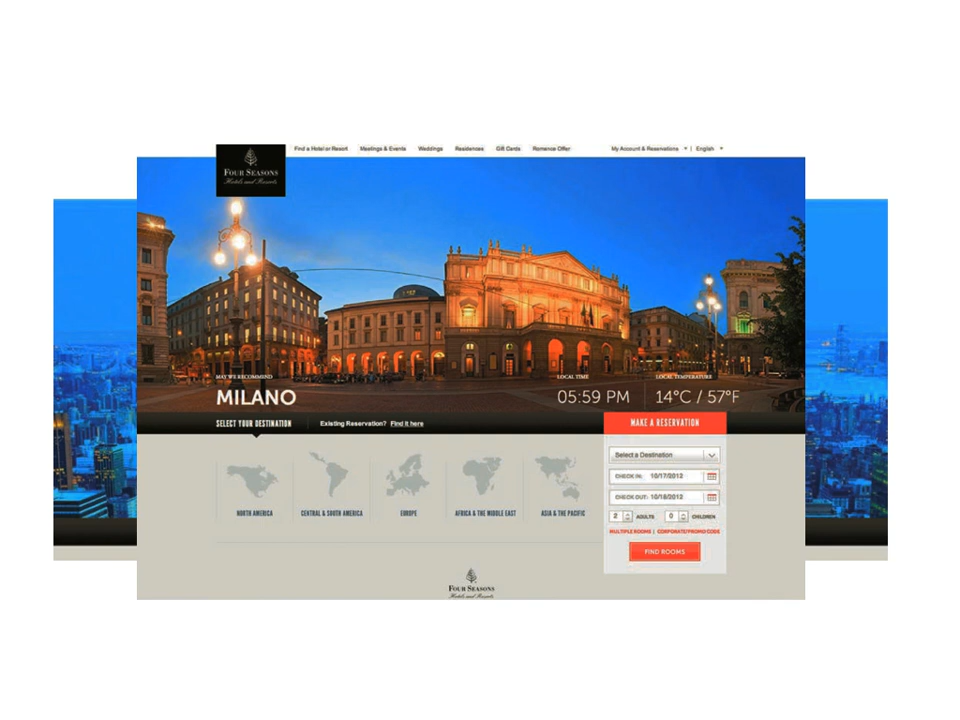 FOUR SEASONS
Hotels and Resorts
Find a Hotel or Resort Meetings & Events Weddings Residences Gift Cards Romance Offer My Account & Reservations | English
MAY WE RECOMMEND
MILANO
LOCAL TIME
05:59 PM
LOCAL TEMPERATURE
14°C / 57°F
SELECT YOUR DESTINATION
Existing Reservation? Find it here
NORTH AMERICA
CENTRAL & SOUTH AMERICA
EUROPE
AFRICA & THE MIDDLE EAST
ASIA & THE PACIFIC
MAKE A RESERVATION
Select a Destination
CHECK IN: 10/17/2012
CHECK OUT: 10/18/2012
2 ADULTS 0 CHILDREN
MULTIPLE ROOMS | CORPORATE/PROMO CODE
FIND ROOMS
FOUR SEASONS
Hotels and Resorts